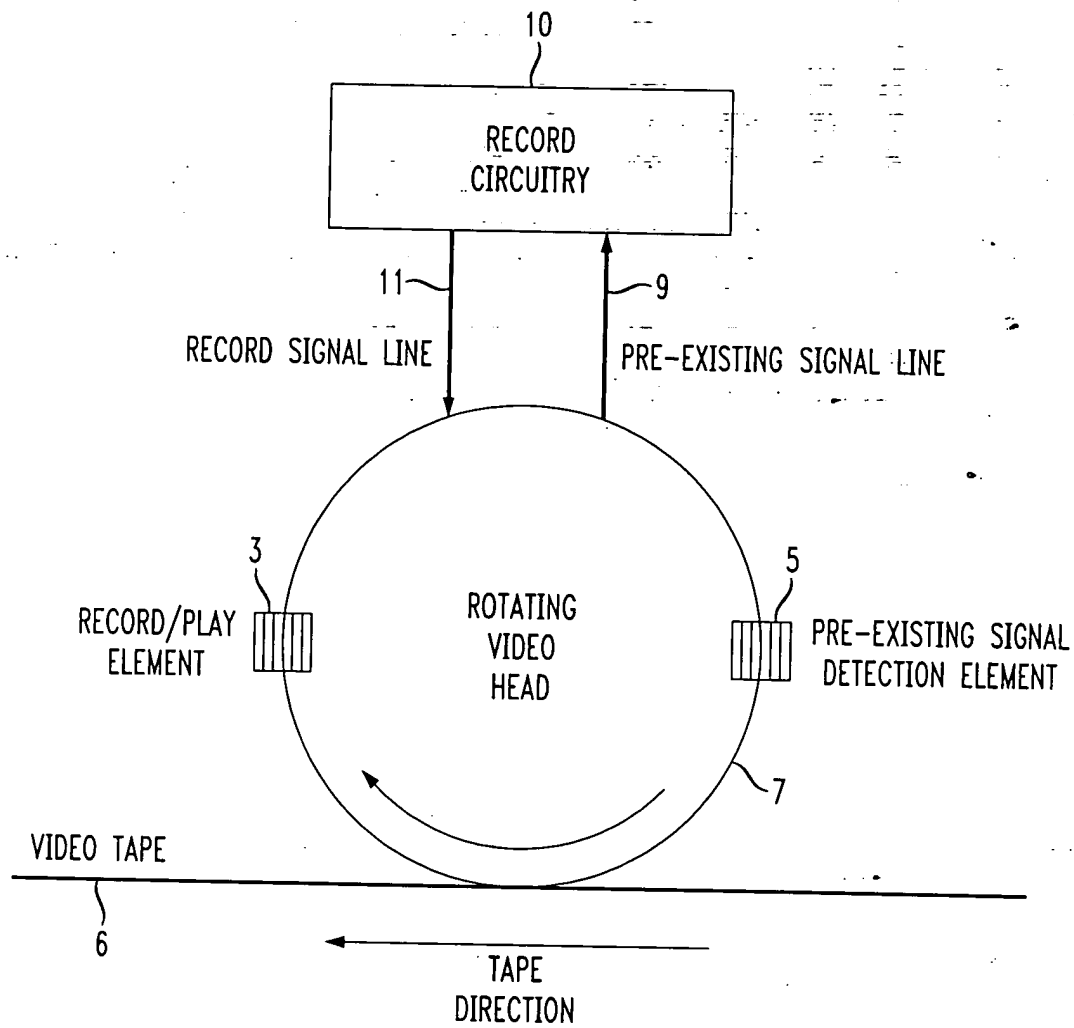 10
RECORD
CIRCUITRY
11
9
RECORD SIGNAL LINE
PRE-EXISTING SIGNAL LINE
3
5
RECORD/PLAY
ELEMENT
ROTATING
VIDEO
HEAD
PRE-EXISTING SIGNAL
DETECTION ELEMENT
7
VIDEO TAPE
6
TAPE
DIRECTION